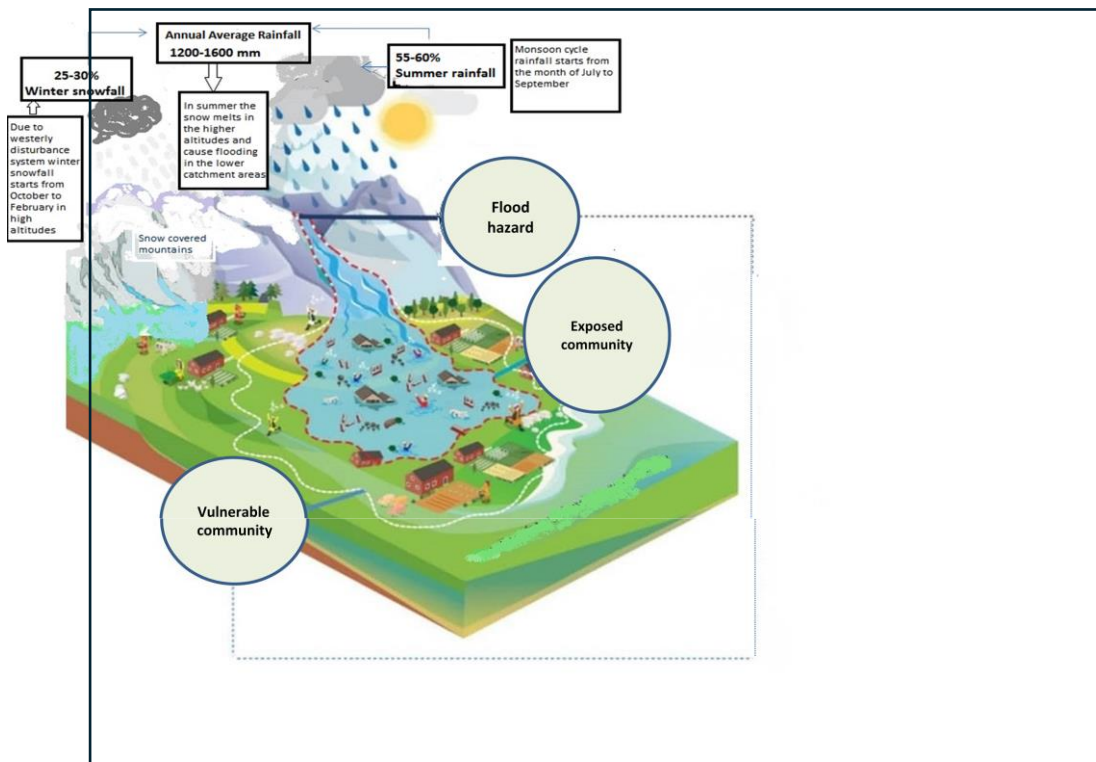 Annual Average Rainfall
1200-1600 mm
55-60%
Summer rainfall
Monsoon cycle
rainfall starts from
the month of July to
September
25-30%
Winter snowfall
Due to
westerly
disturbance
system winter
snowfall
starts from
October to
February in
high
altitudes
In summer the
snow melts in
the higher
altitudes and
cause flooding
in the lower
catchment areas
Snow covered
mountains
Flood
hazard
Exposed
community
Vulnerable
community